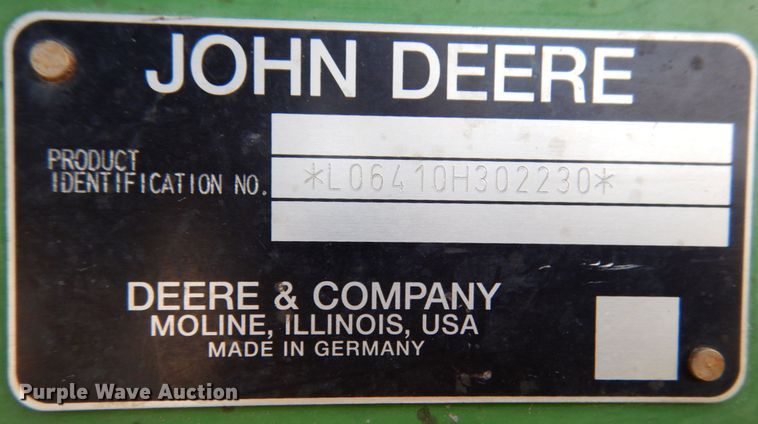 JOHN DEERE
PRODUCT
IDENTIFICATION NO. *L06410H302230*
DEERE & COMPANY
MOLINE, ILLINOIS, USA
MADE IN GERMANY
Purple Wave Auction